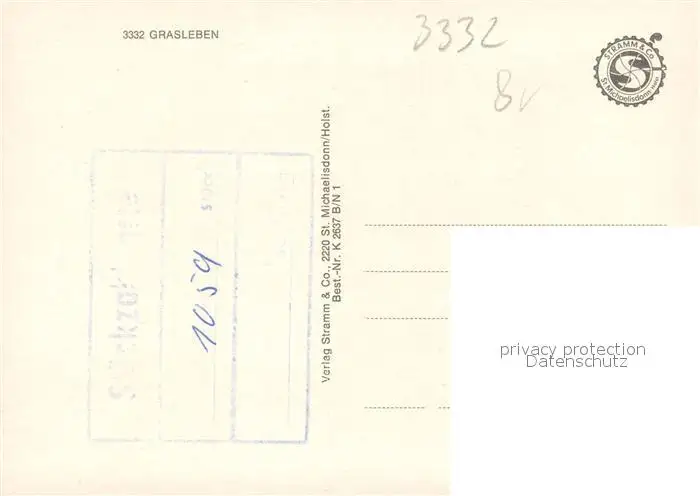 3332 GRASLEBEN
3332
STRAMM & Co
St. Michaelisdonn
Verlag Stramm & Co., 2220 St. Michaelisdonn/Holst.
Best.-Nr. K 2637 B/N 1
1059
privacy protection
Datenschutz